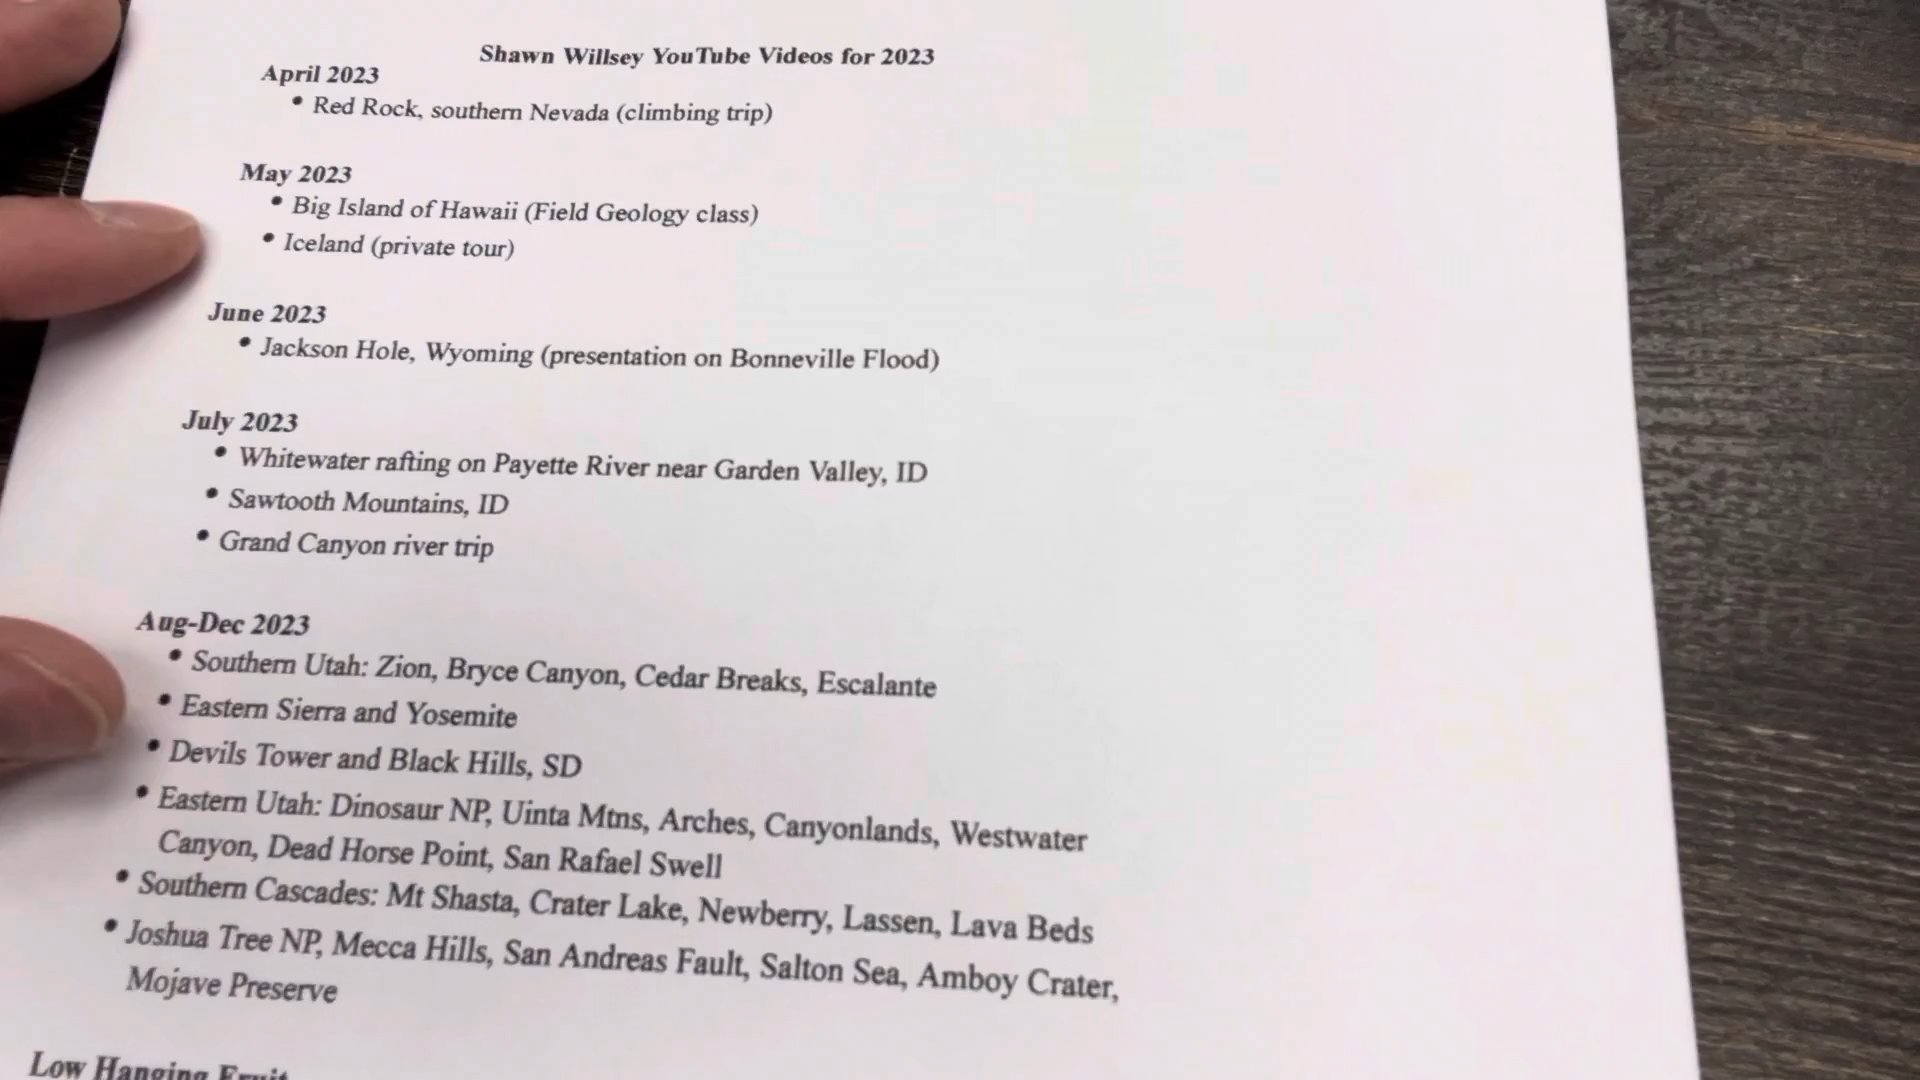 Shawn Willsey YouTube Videos for 2023
April 2023
• Red Rock, southern Nevada (climbing trip)
May 2023
• Big Island of Hawaii (Field Geology class)
• Iceland (private tour)
June 2023
• Jackson Hole, Wyoming (presentation on Bonneville Flood)
July 2023
• Whitewater rafting on Payette River near Garden Valley, ID
• Sawtooth Mountains, ID
• Grand Canyon river trip
Aug-Dec 2023
• Southern Utah: Zion, Bryce Canyon, Cedar Breaks, Escalante
• Eastern Sierra and Yosemite
• Devils Tower and Black Hills, SD
• Eastern Utah: Dinosaur NP, Uinta Mtns, Arches, Canyonlands, Westwater
Canyon, Dead Horse Point, San Rafael Swell
• Southern Cascades: Mt Shasta, Crater Lake, Newberry, Lassen, Lava Beds
• Joshua Tree NP, Mecca Hills, San Andreas Fault, Salton Sea, Amboy Crater,
Mojave Preserve
Low Hanging Fruit